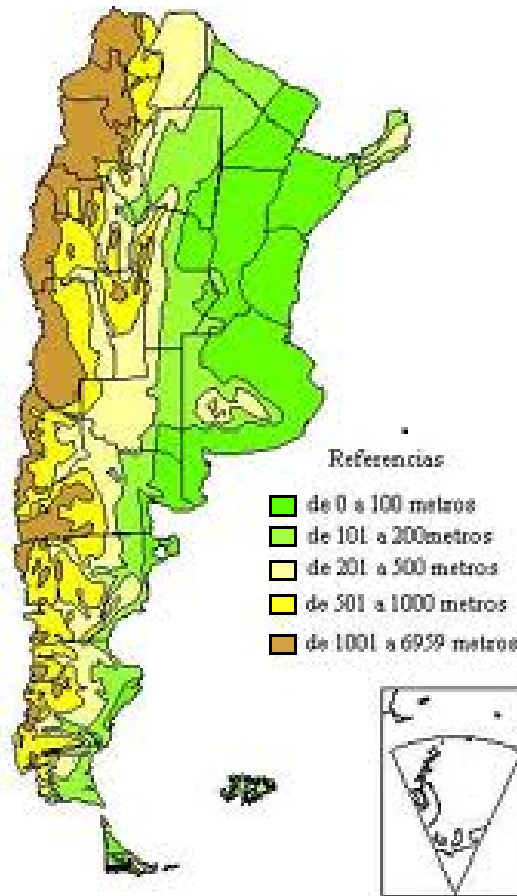 Referencias
de 0 a 100 metros
de 101 a 200metros
de 201 a 500 metros
de 501 a 1000 metros
de 1001 a 6959 metros